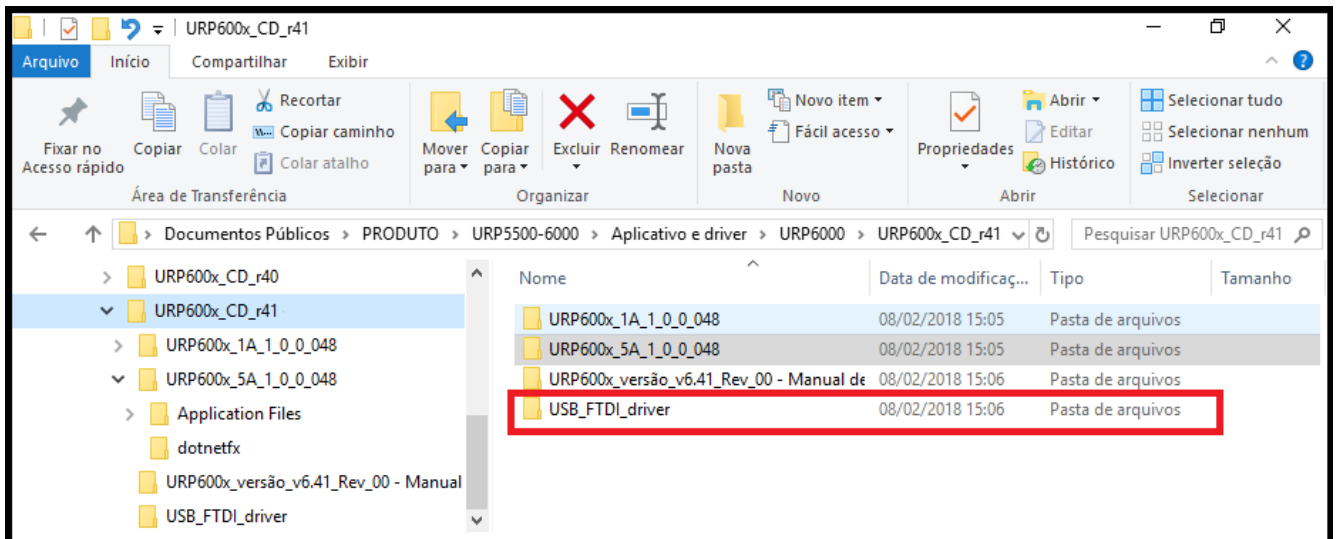 URP600x_CD_r41
Arquivo Início Compartilhar Exibir
Fixar no Acesso rápido
Copiar
Colar
Recortar
Copiar caminho
Colar atalho
Área de Transferência
Mover para
Copiar para
Excluir
Renomear
Organizar
Nova pasta
Novo item
Fácil acesso
Novo
Propriedades
Abrir
Editar
Histórico
Abrir
Selecionar tudo
Selecionar nenhum
Inverter seleção
Selecionar
Documentos Públicos > PRODUTO > URP5500-6000 > Aplicativo e driver > URP6000 > URP600x_CD_r41
Pesquisar URP600x_CD_r41
URP600x_CD_r40
URP600x_CD_r41
URP600x_1A_1_0_0_048
URP600x_5A_1_0_0_048
Application Files
dotnetfx
URP600x_versão_v6.41_Rev_00 - Manual
USB_FTDI_driver
Nome Data de modificaç... Tipo Tamanho
URP600x_1A_1_0_0_048 08/02/2018 15:05 Pasta de arquivos
URP600x_5A_1_0_0_048 08/02/2018 15:05 Pasta de arquivos
URP600x_versão_v6.41_Rev_00 - Manual de 08/02/2018 15:06 Pasta de arquivos
USB_FTDI_driver 08/02/2018 15:06 Pasta de arquivos